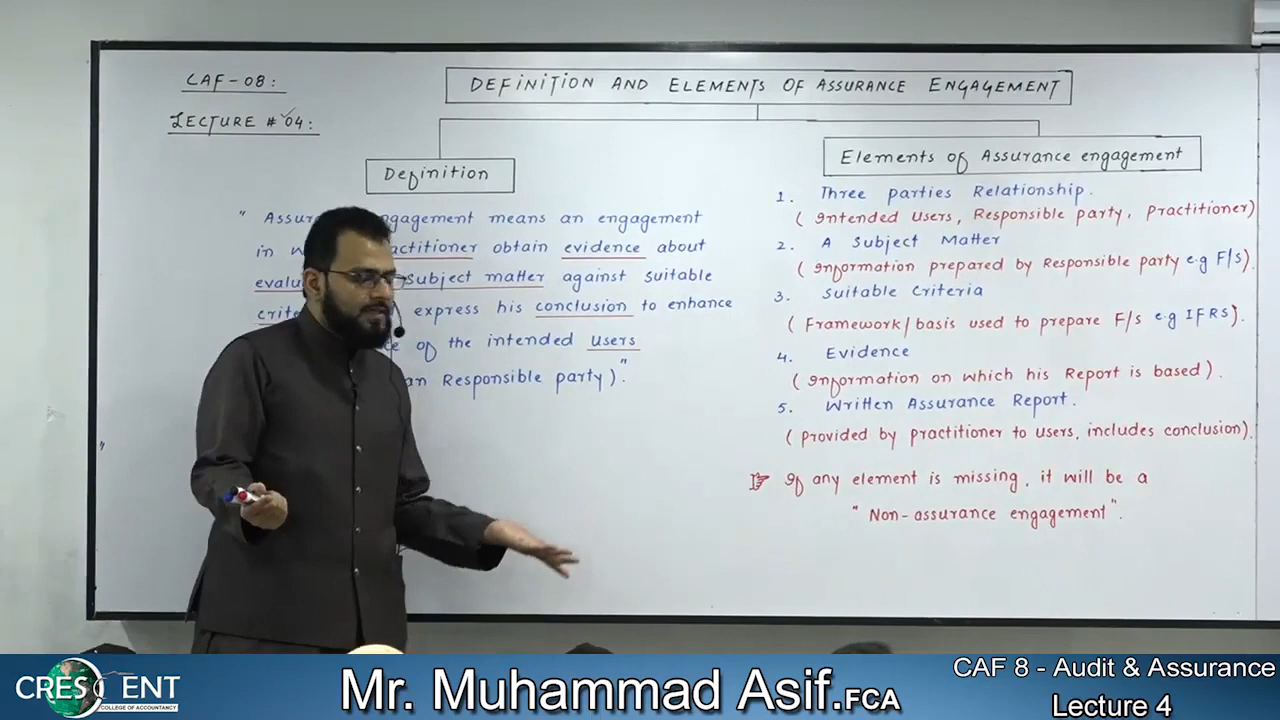 CAF-08:
LECTURE # 04:
DEFINITION AND ELEMENTS OF ASSURANCE ENGAGEMENT
Definition
" Assur ngagement means an engagement
in w actitioner obtain evidence about
evalu subject matter against suitable
crite express his conclusion to enhance
ce of the intended users
an Responsible party)."
Elements of Assurance engagement
1. Three parties Relationship.
( Intended Users, Responsible party, Practitioner)
2. A Subject Matter
(Information prepared by Responsible party e.g F/s).
3. Suitable Criteria
( Framework/basis used to prepare F/s e.g IFRS).
4. Evidence
(Information on which his Report is based).
5. Written Assurance Report.
(provided by practitioner to users, includes conclusion).
☞ If any element is missing, it will be a
"Non-assurance engagement".
CRESCENT
COLLEGE OF ACCOUNTANCY
Mr. Muhammad Asif.FCA
CAF 8 - Audit & Assurance
Lecture 4